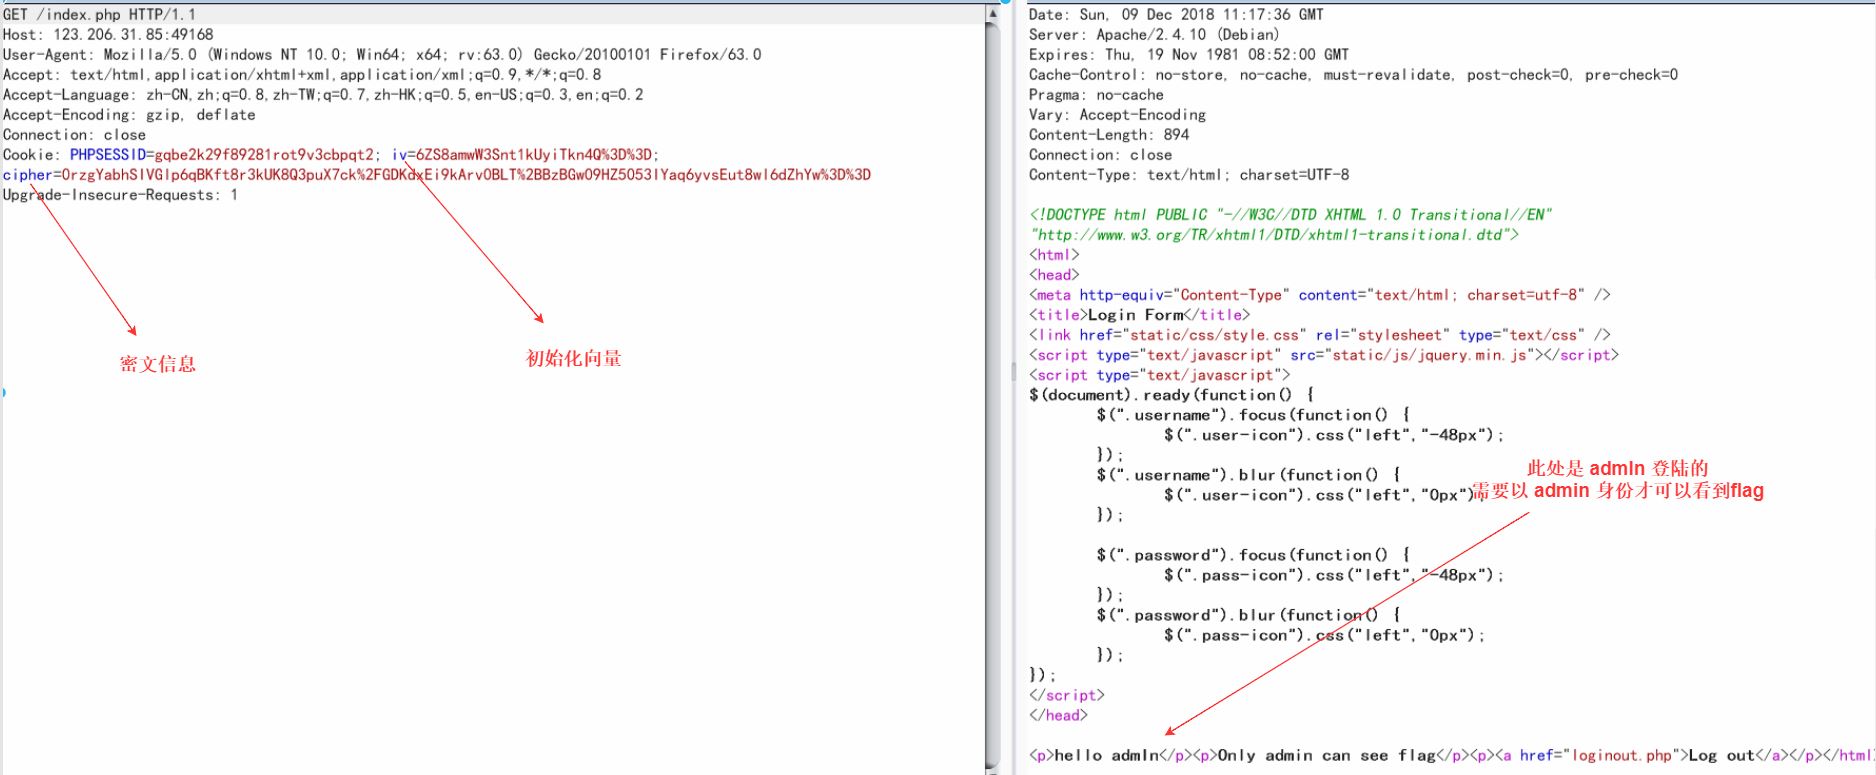 GET /index.php HTTP/1.1
Host: 123.206.31.85:49168
User-Agent: Mozilla/5.0 (Windows NT 10.0; Win64; x64; rv:63.0) Gecko/20100101 Firefox/63.0
Accept: text/html,application/xhtml+xml,application/xml;q=0.9,*/*;q=0.8
Accept-Language: zh-CN,zh;q=0.8,zh-TW;q=0.7,zh-HK;q=0.5,en-US;q=0.3,en;q=0.2
Accept-Encoding: gzip, deflate
Connection: close
Cookie: PHPSESSID=gqbe2k29f89281rot9v3cbpqt2; iv=6ZS8amwW3Snt1kUyiTkn4Q%3D%3D;
cipher=OrzgYabhSIVGlp6qBKft8r3kUK8Q3puX7ck%2FGDKdxEi9kArvOBLT%2BBzBGw09HZ5053lYaq6yvsEut8wl6dZhYw%3D%3D
Upgrade-Insecure-Requests: 1
密文信息
初始化向量
Date: Sun, 09 Dec 2018 11:17:36 GMT
Server: Apache/2.4.10 (Debian)
Expires: Thu, 19 Nov 1981 08:52:00 GMT
Cache-Control: no-store, no-cache, must-revalidate, post-check=0, pre-check=0
Pragma: no-cache
Vary: Accept-Encoding
Content-Length: 894
Connection: close
Content-Type: text/html; charset=UTF-8
<!DOCTYPE html PUBLIC "-//W3C//DTD XHTML 1.0 Transitional//EN"
"http://www.w3.org/TR/xhtml1/DTD/xhtml1-transitional.dtd">
<html>
<head>
<meta http-equiv="Content-Type" content="text/html; charset=utf-8" />
<title>Login Form</title>
<link href="static/css/style.css" rel="stylesheet" type="text/css" />
<script type="text/javascript" src="static/js/jquery.min.js"></script>
<script type="text/javascript">
$(document).ready(function() {
$(".username").focus(function() {
$(".user-icon").css("left","-48px");
});
$(".username").blur(function() {
$(".user-icon").css("left","0px");
});
此处是 admIn 登陆的
需要以 admin 身份才可以看到flag
$(".password").focus(function() {
$(".pass-icon").css("left","-48px");
});
$(".password").blur(function() {
$(".pass-icon").css("left","0px");
});
});
</script>
</head>
<p>hello admIn</p><p>Only admin can see flag</p><p><a href="loginout.php">Log out</a></p></html